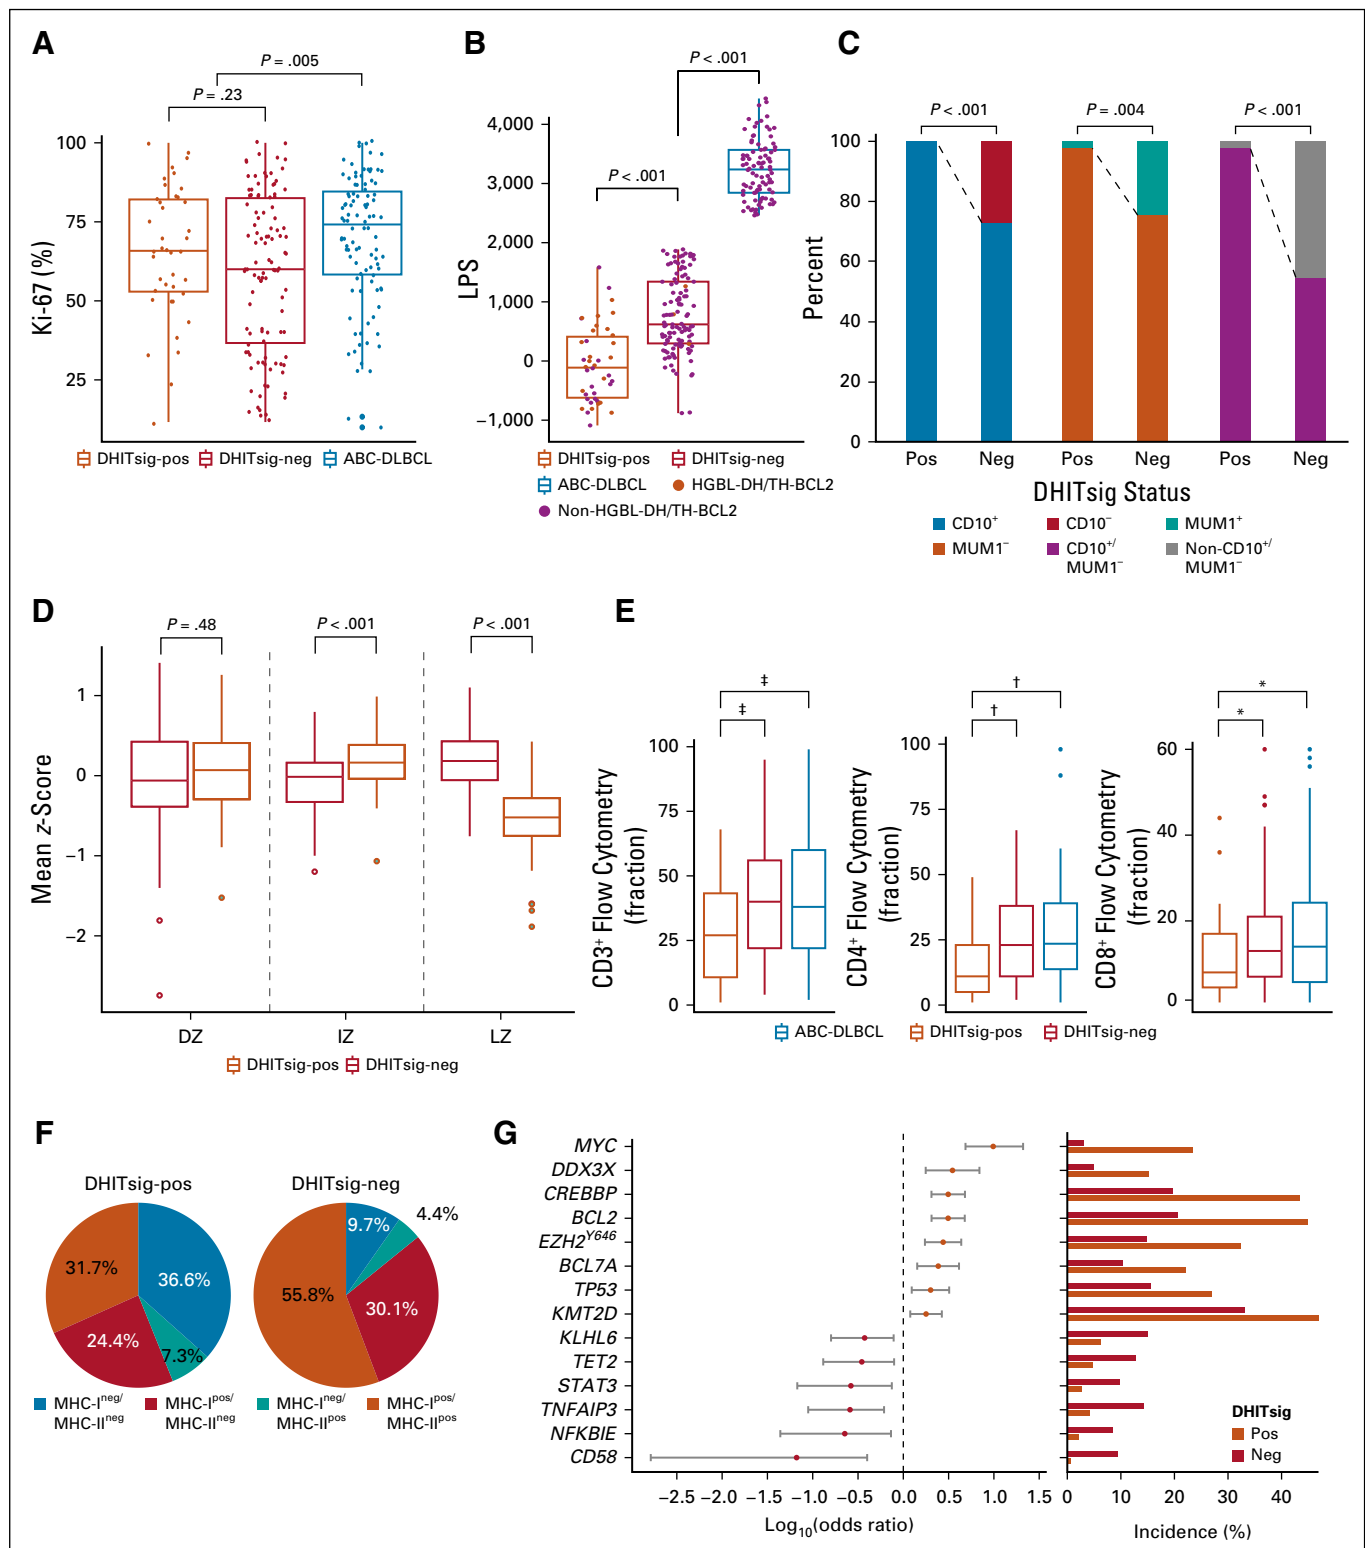 A
P = .005
P = .23
Ki-67 (%)
100
75
50
25
DHITsig-pos DHITsig-neg ABC-DLBCL
B
P < .001
P < .001
LPS
4,000
3,000
2,000
1,000
0
−1,000
DHITsig-pos DHITsig-neg
ABC-DLBCL HGBL-DH/TH-BCL2
Non-HGBL-DH/TH-BCL2
C
P < .001 P = .004 P < .001
Percent
100
80
60
40
20
0
Pos Neg Pos Neg Pos Neg
DHITsig Status
CD10⁺ CD10⁻ MUM1⁺
MUM1⁻ CD10⁺/ Non-CD10⁺/
MUM1⁻ MUM1⁻
D
P = .48 P < .001 P < .001
Mean z-Score
1
0
−1
−2
DZ IZ LZ
DHITsig-pos DHITsig-neg
E
‡
‡
CD3⁺ Flow Cytometry
(fraction)
100
75
50
25
0
†
†
CD4⁺ Flow Cytometry
(fraction)
100
75
50
25
0
*
*
CD8⁺ Flow Cytometry
(fraction)
60
40
20
0
ABC-DLBCL DHITsig-pos DHITsig-neg
F
DHITsig-pos DHITsig-neg
31.7%
36.6%
24.4%
7.3%
9.7%
4.4%
55.8%
30.1%
MHC-Iⁿᵉᵍ/ MHC-Iᵖᵒˢ/ MHC-Iⁿᵉᵍ/ MHC-Iᵖᵒˢ/
MHC-IIⁿᵉᵍ MHC-IIⁿᵉᵍ MHC-IIᵖᵒˢ MHC-IIᵖᵒˢ
G
MYC
DDX3X
CREBBP
BCL2
EZH2Y646
BCL7A
TP53
KMT2D
KLHL6
TET2
STAT3
TNFAIP3
NFKBIE
CD58
−2.5 −2.0 −1.5 −1.0 −0.5 0.0 0.5 1.0 1.5
Log₁₀(odds ratio)
DHITsig
Pos
Neg
0 10 20 30 40
Incidence (%)